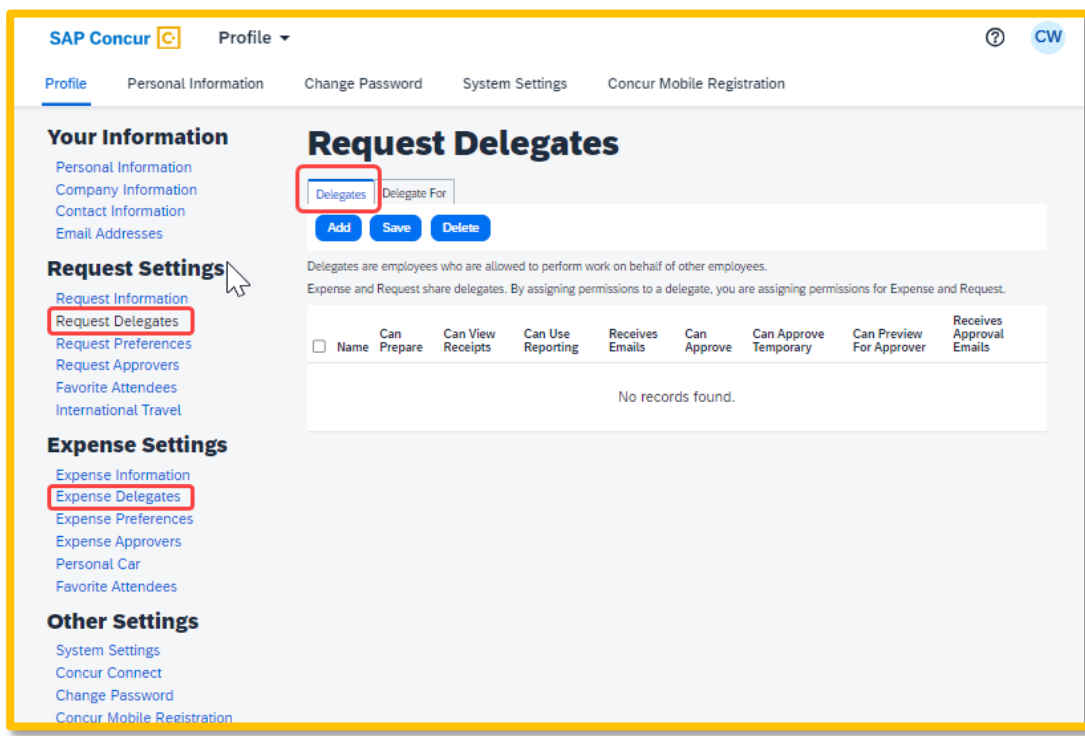 SAP Concur C Profile
CW
Profile Personal Information Change Password System Settings Concur Mobile Registration
Your Information
Personal Information
Company Information
Contact Information
Email Addresses
Request Settings
Request Information
Request Delegates
Request Preferences
Request Approvers
Favorite Attendees
International Travel
Expense Settings
Expense Information
Expense Delegates
Expense Preferences
Expense Approvers
Personal Car
Favorite Attendees
Other Settings
System Settings
Concur Connect
Change Password
Concur Mobile Registration
Request Delegates
Delegates Delegate For
Add Save Delete
Delegates are employees who are allowed to perform work on behalf of other employees.
Expense and Request share delegates. By assigning permissions to a delegate, you are assigning permissions for Expense and Request.
Name
Can
Prepare
Can View
Receipts
Can Use
Reporting
Receives
Emails
Can
Approve
Can Approve
Temporary
Can Preview
For Approver
Receives
Approval
Emails
No records found.